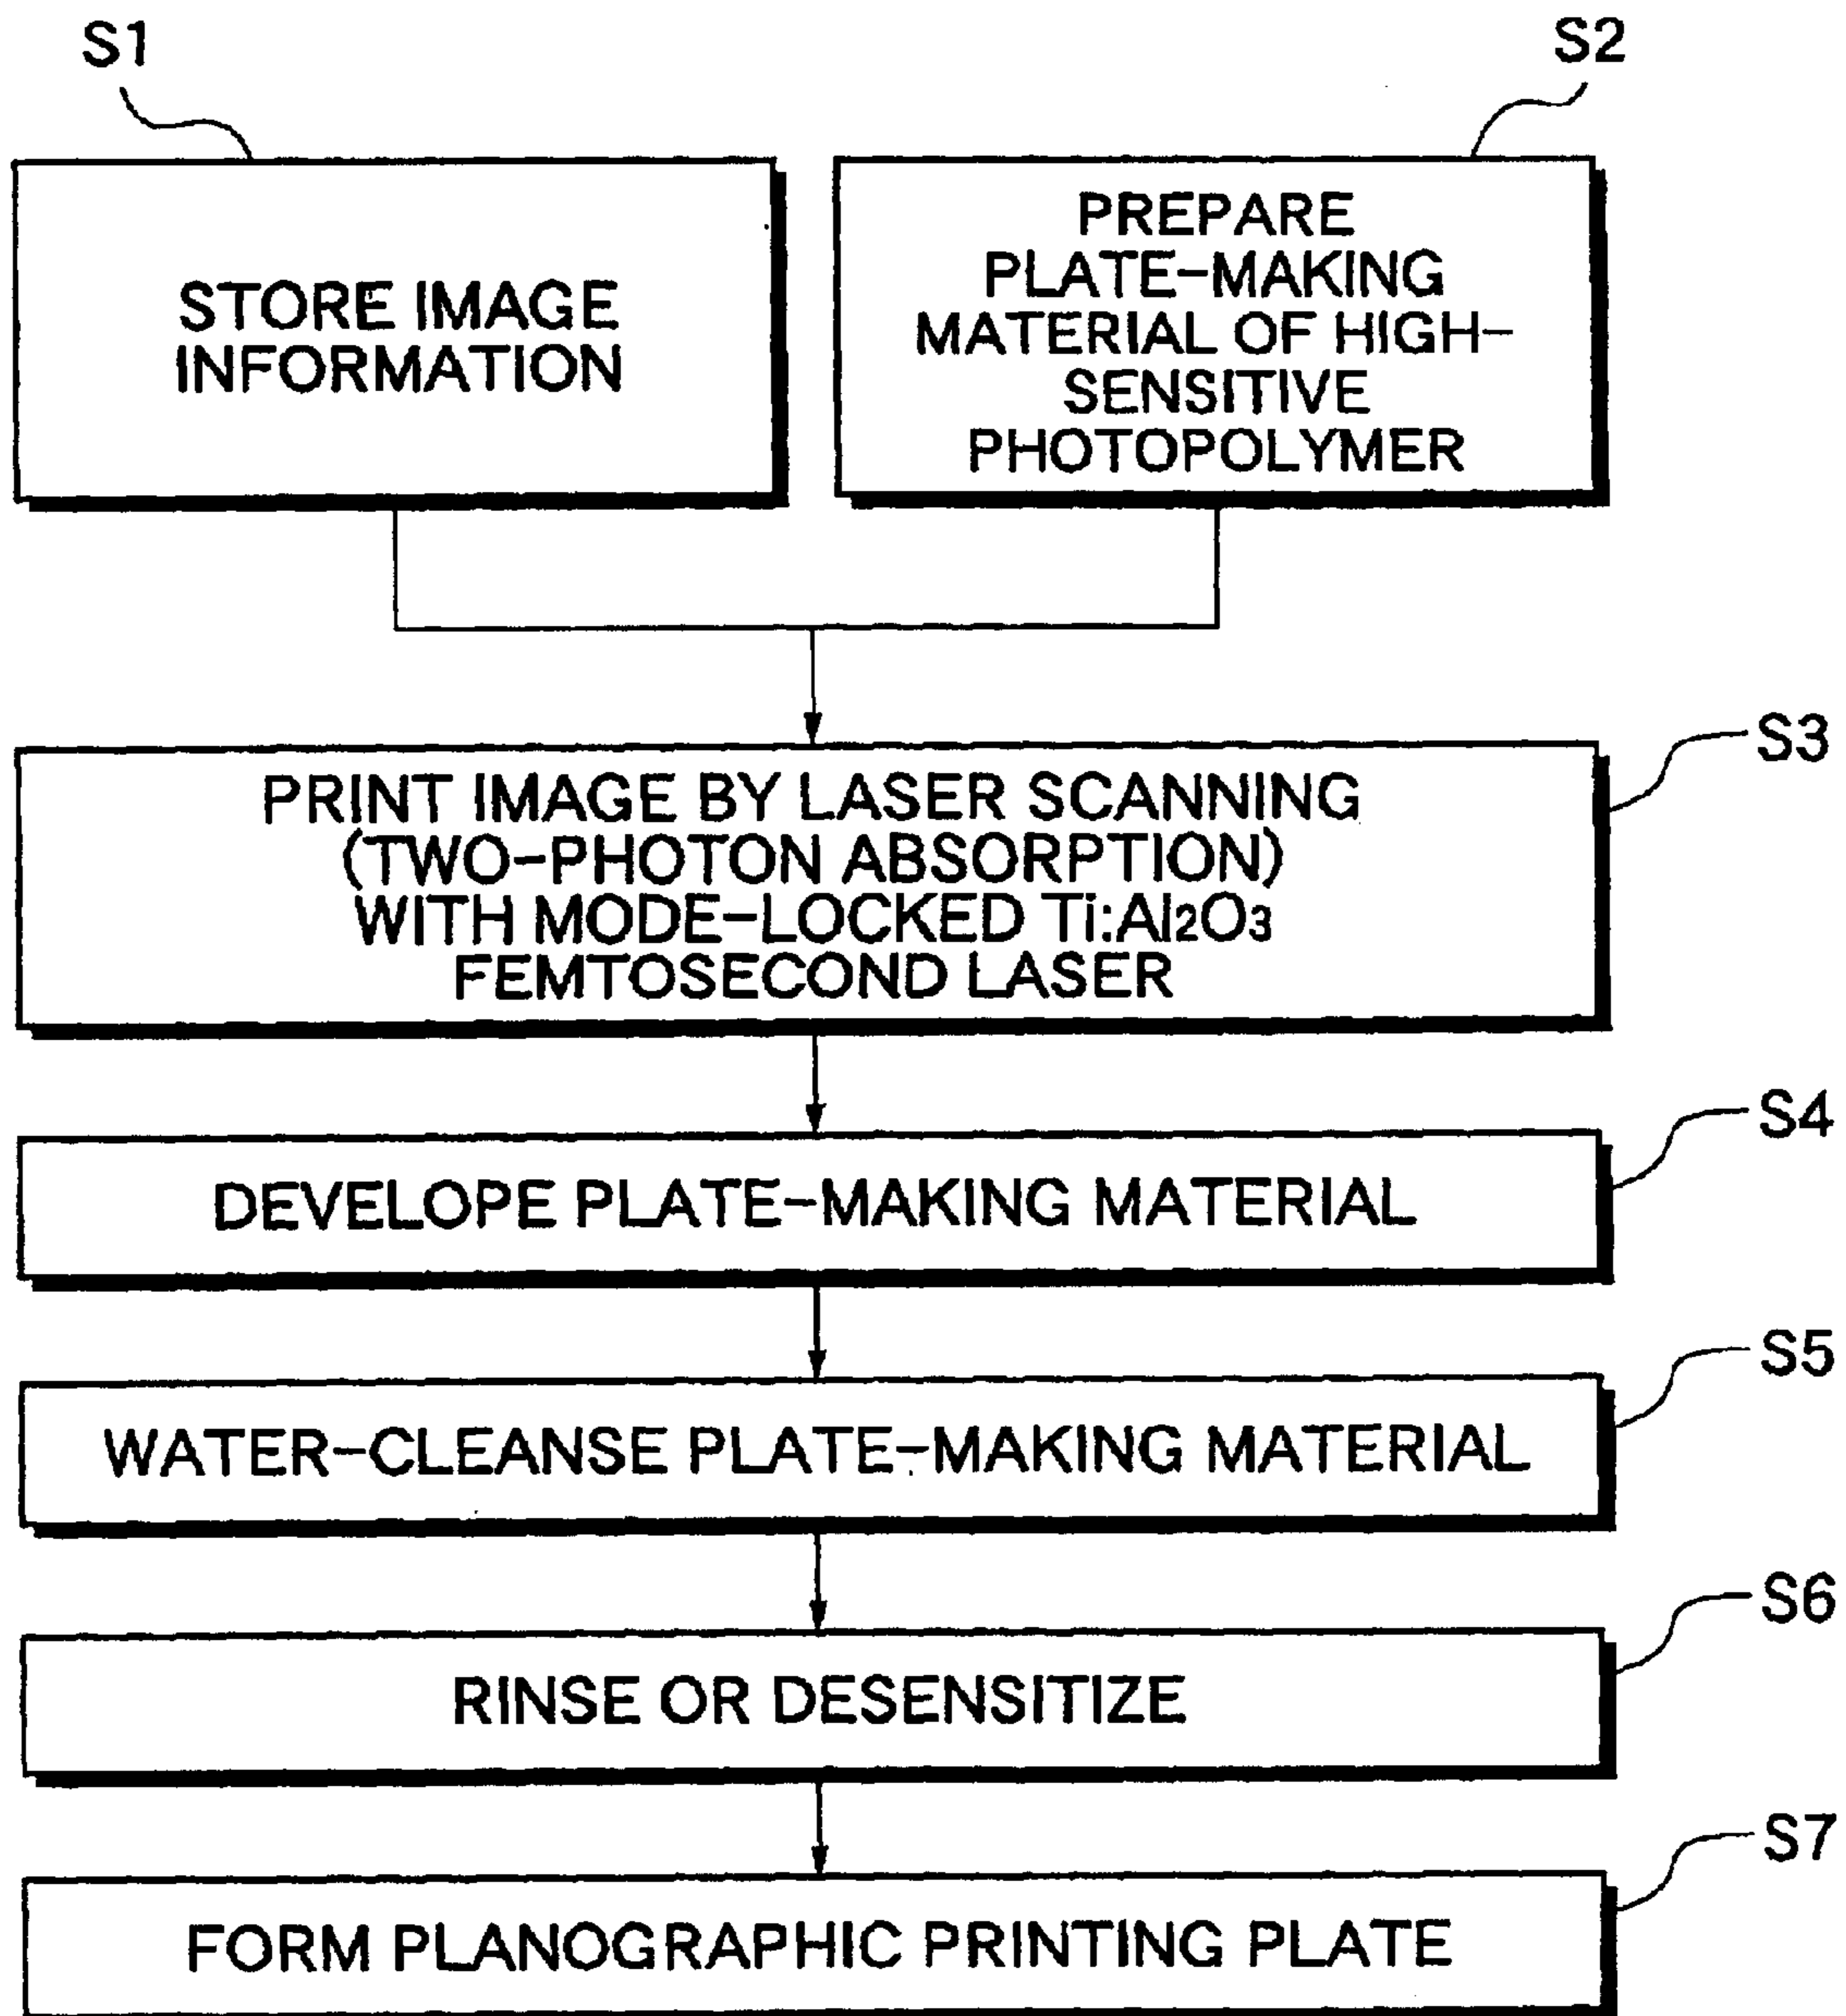 S1
S2
STORE IMAGE
INFORMATION
PREPARE
PLATE-MAKING
MATERIAL OF HIGH-
SENSITIVE
PHOTOPOLYMER
S3
PRINT IMAGE BY LASER SCANNING
(TWO-PHOTON ABSORPTION)
WITH MODE-LOCKED Ti:Al₂O₃
FEMTOSECOND LASER
S4
DEVELOPE PLATE-MAKING MATERIAL
S5
WATER-CLEANSE PLATE-MAKING MATERIAL
S6
RINSE OR DESENSITIZE
S7
FORM PLANOGRAPHIC PRINTING PLATE